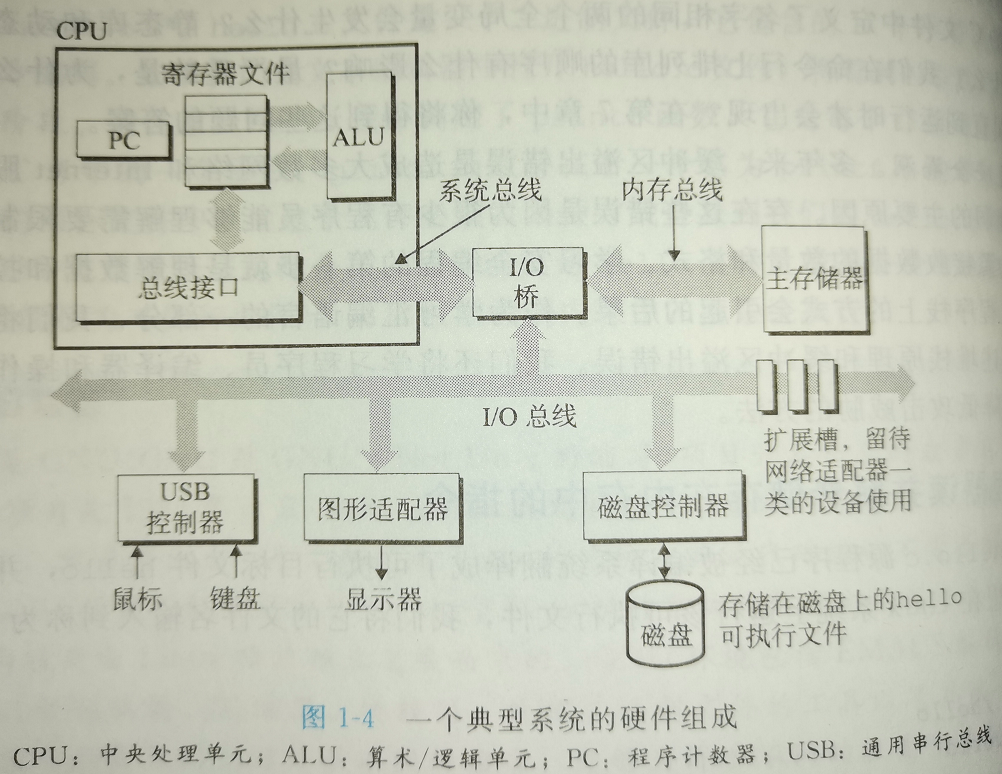 CPU
寄存器文件
PC
ALU
系统总线
内存总线
总线接口
I/O
桥
主存储器
I/O 总线
扩展槽，留待
网络适配器一
类的设备使用
USB
控制器
图形适配器
磁盘控制器
鼠标
键盘
显示器
磁盘
存储在磁盘上的hello
可执行文件
图 1-4 一个典型系统的硬件组成
CPU：中央处理单元；ALU：算术/逻辑单元；PC：程序计数器；USB：通用串行总线